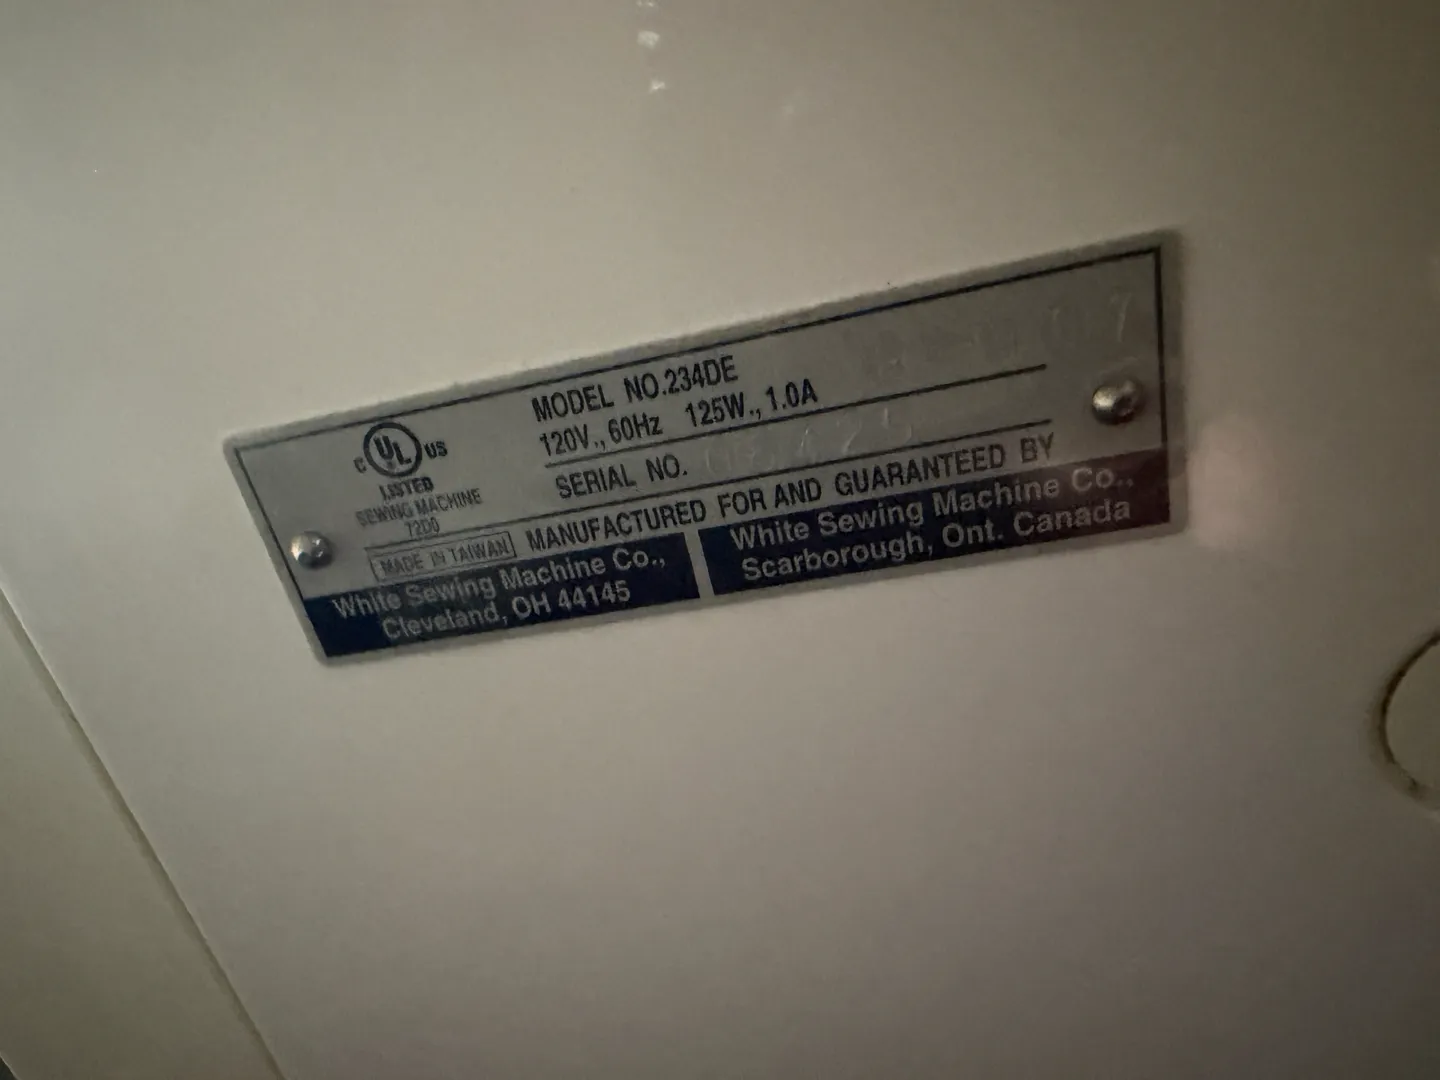 MODEL NO.234DE
120V., 60Hz 125W., 1.0A
SERIAL NO.
C UL US
LISTED
SEWING MACHINE
72D0
MADE IN TAIWAN
MANUFACTURED FOR AND GUARANTEED BY
White Sewing Machine Co.,
Cleveland, OH 44145
White Sewing Machine Co.,
Scarborough, Ont. Canada